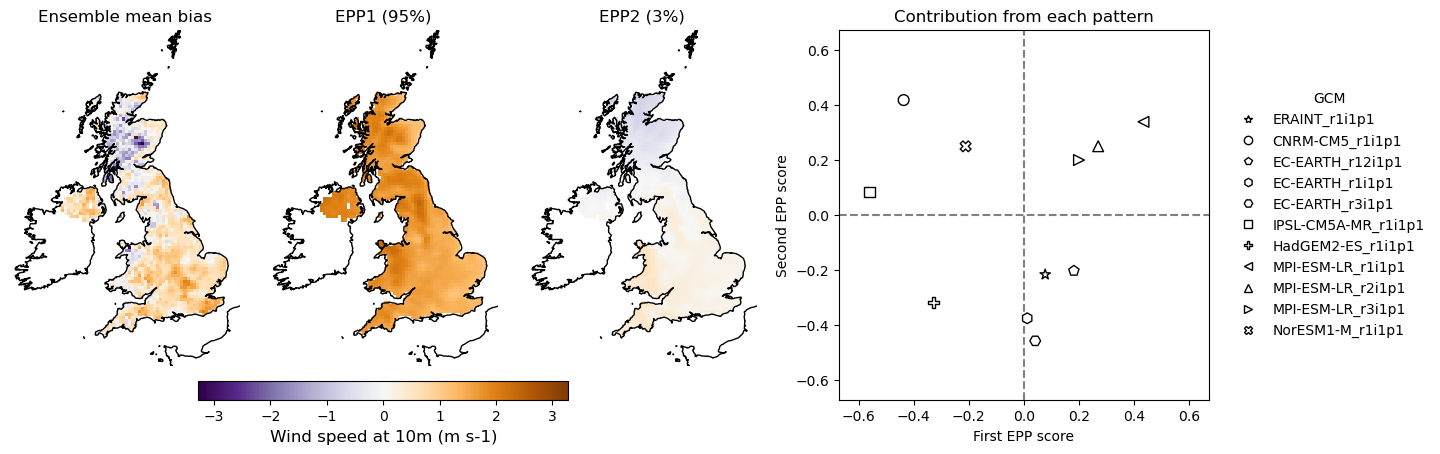 Ensemble mean bias
EPP1 (95%)
EPP2 (3%)
−3 −2 −1 0 1 2 3
Wind speed at 10m (m s-1)
Contribution from each pattern
Second EPP score
0.6
0.4
0.2
0.0
−0.2
−0.4
−0.6
−0.6 −0.4 −0.2 0.0 0.2 0.4 0.6
First EPP score
GCM
ERAINT_r1i1p1
CNRM-CM5_r1i1p1
EC-EARTH_r12i1p1
EC-EARTH_r1i1p1
EC-EARTH_r3i1p1
IPSL-CM5A-MR_r1i1p1
HadGEM2-ES_r1i1p1
MPI-ESM-LR_r1i1p1
MPI-ESM-LR_r2i1p1
MPI-ESM-LR_r3i1p1
NorESM1-M_r1i1p1